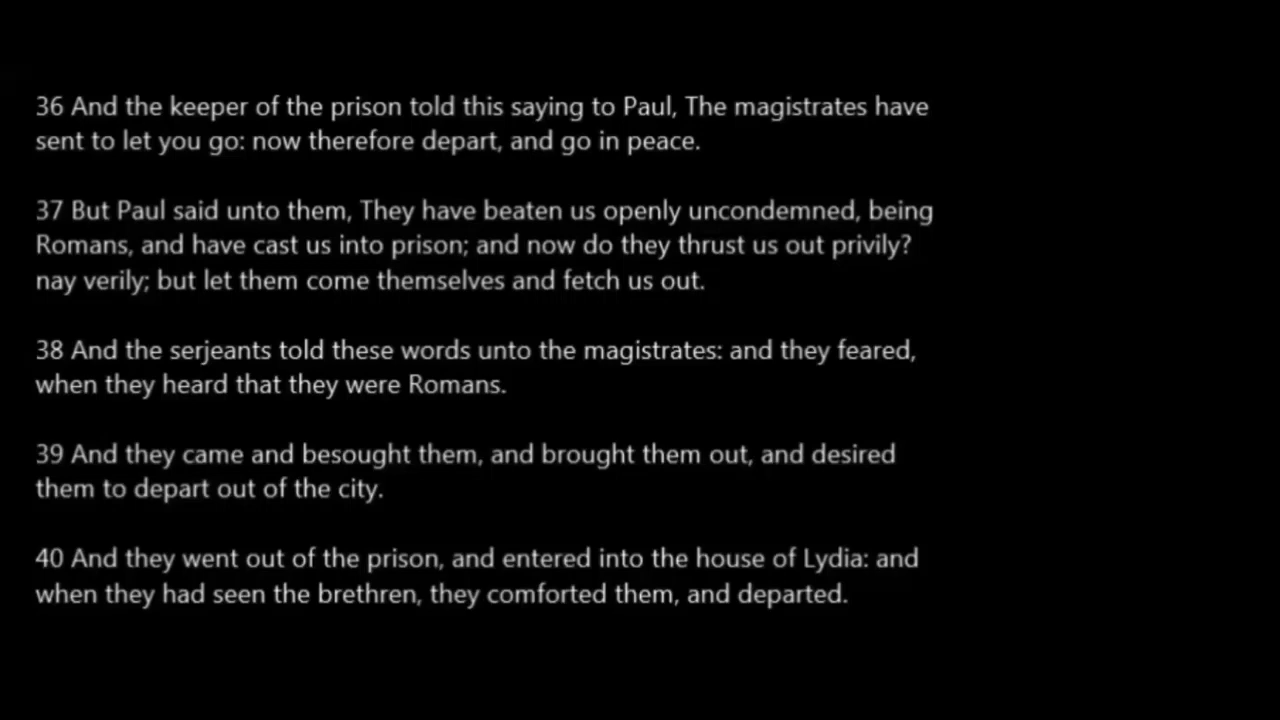 36 And the keeper of the prison told this saying to Paul, The magistrates have
sent to let you go: now therefore depart, and go in peace.
37 But Paul said unto them, They have beaten us openly uncondemned, being
Romans, and have cast us into prison; and now do they thrust us out privily?
nay verily; but let them come themselves and fetch us out.
38 And the serjeants told these words unto the magistrates: and they feared,
when they heard that they were Romans.
39 And they came and besought them, and brought them out, and desired
them to depart out of the city.
40 And they went out of the prison, and entered into the house of Lydia: and
when they had seen the brethren, they comforted them, and departed.